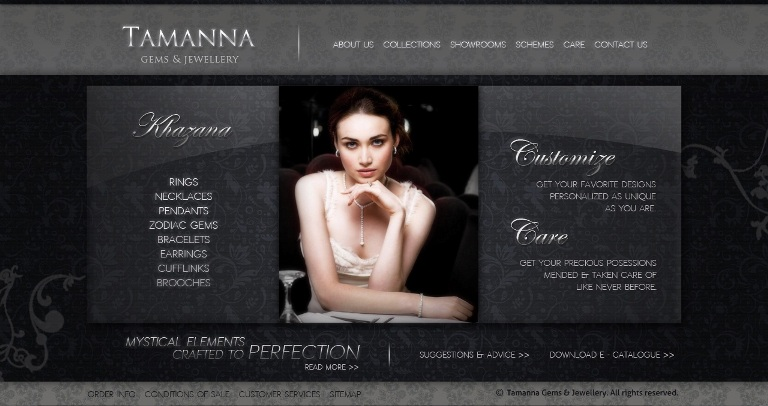 TAMANNA
GEMS & JEWELLERY
ABOUT US COLLECTIONS SHOWROOMS SCHEMES CARE CONTACT US
Khazana
RINGS
NECKLACES
PENDANTS
ZODIAC GEMS
BRACELETS
EARRINGS
CUFFLINKS
BROOCHES
Customize
GET YOUR FAVORITE DESIGNS
PERSONALIZED AS UNIQUE
AS YOU ARE.
Care
GET YOUR PRECIOUS POSESSIONS
MENDED & TAKEN CARE OF
LIKE NEVER BEFORE.
MYSTICAL ELEMENTS
CRAFTED TO PERFECTION
READ MORE >>
SUGGESTIONS & ADVICE >> DOWNLOAD E - CATALOGUE >>
ORDER INFO CONDITIONS OF SALE CUSTOMER SERVICES SITEMAP
© Tamanna Gems & Jewellery. All rights reserved.